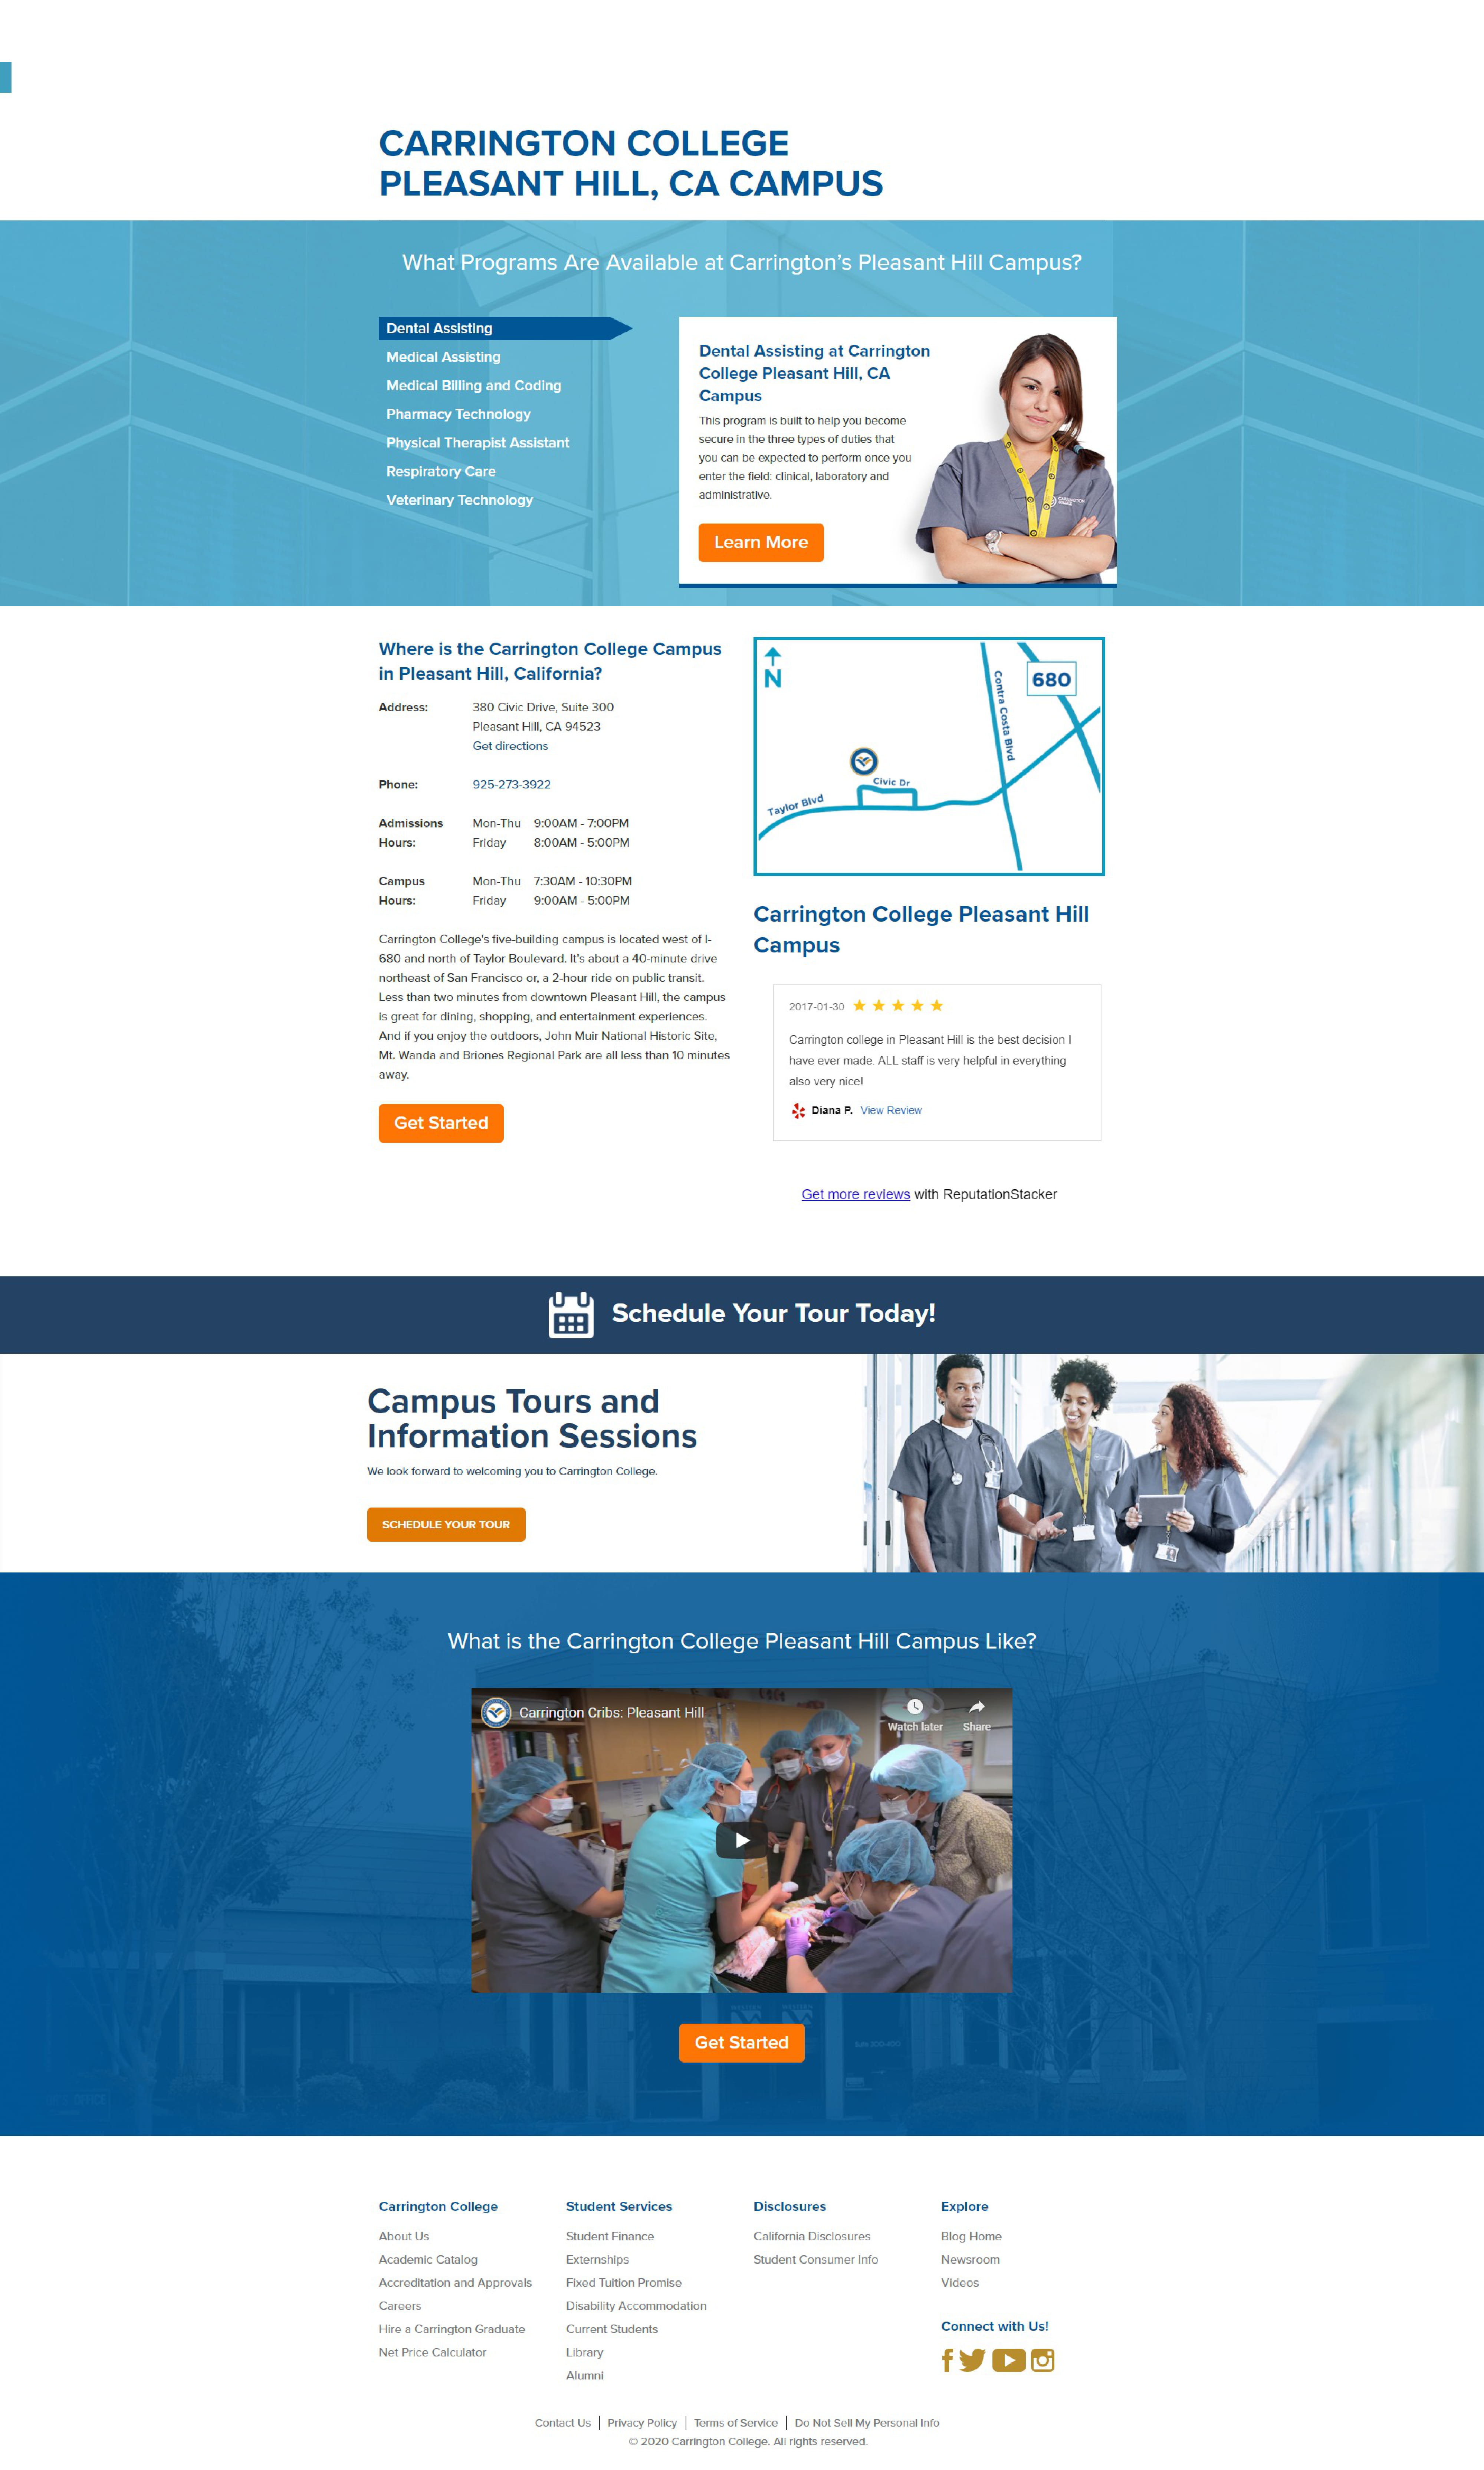 CARRINGTON COLLEGE
PLEASANT HILL, CA CAMPUS
What Programs Are Available at Carrington’s Pleasant Hill Campus?
Dental Assisting
Medical Assisting
Medical Billing and Coding
Pharmacy Technology
Physical Therapist Assistant
Respiratory Care
Veterinary Technology
Dental Assisting at Carrington
College Pleasant Hill, CA
Campus
This program is built to help you become
secure in the three types of duties that
you can be expected to perform once you
enter the field: clinical, laboratory and
administrative.
Learn More
CARRINGTON
Where is the Carrington College Campus
in Pleasant Hill, California?
Address: 380 Civic Drive, Suite 300
Pleasant Hill, CA 94523
Get directions
Phone: 925-273-3922
Admissions Mon-Thu 9:00AM - 7:00PM
Hours: Friday 8:00AM - 5:00PM
Campus Mon-Thu 7:30AM - 10:30PM
Hours: Friday 9:00AM - 5:00PM
Carrington College's five-building campus is located west of I-
680 and north of Taylor Boulevard. It's about a 40-minute drive
northeast of San Francisco or, a 2-hour ride on public transit.
Less than two minutes from downtown Pleasant Hill, the campus
is great for dining, shopping, and entertainment experiences.
And if you enjoy the outdoors, John Muir National Historic Site,
Mt. Wanda and Briones Regional Park are all less than 10 minutes
away.
Get Started
N
680
Contra Costa Blvd
Civic Dr
Taylor Blvd
Carrington College Pleasant Hill
Campus
2017-01-30
Carrington college in Pleasant Hill is the best decision I
have ever made. ALL staff is very helpful in everything
also very nice!
Diana P. View Review
Get more reviews with ReputationStacker
Schedule Your Tour Today!
Campus Tours and
Information Sessions
We look forward to welcoming you to Carrington College.
SCHEDULE YOUR TOUR
What is the Carrington College Pleasant Hill Campus Like?
Carrington Cribs: Pleasant Hill
Watch later
Share
Get Started
Carrington College
About Us
Academic Catalog
Accreditation and Approvals
Careers
Hire a Carrington Graduate
Net Price Calculator
Student Services
Student Finance
Externships
Fixed Tuition Promise
Disability Accommodation
Current Students
Library
Alumni
Disclosures
California Disclosures
Student Consumer Info
Explore
Blog Home
Newsroom
Videos
Connect with Us!
Contact Us | Privacy Policy | Terms of Service | Do Not Sell My Personal Info
© 2020 Carrington College. All rights reserved.